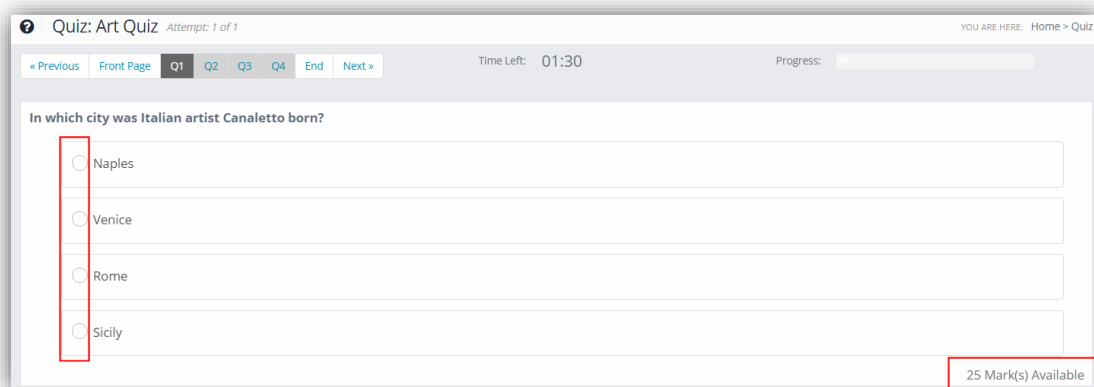 Quiz: Art Quiz Attempt: 1 of 1
YOU ARE HERE: Home > Quiz
« Previous Front Page Q1 Q2 Q3 Q4 End Next »
Time Left: 01:30
Progress: 0%
In which city was Italian artist Canaletto born?
Naples
Venice
Rome
Sicily
25 Mark(s) Available